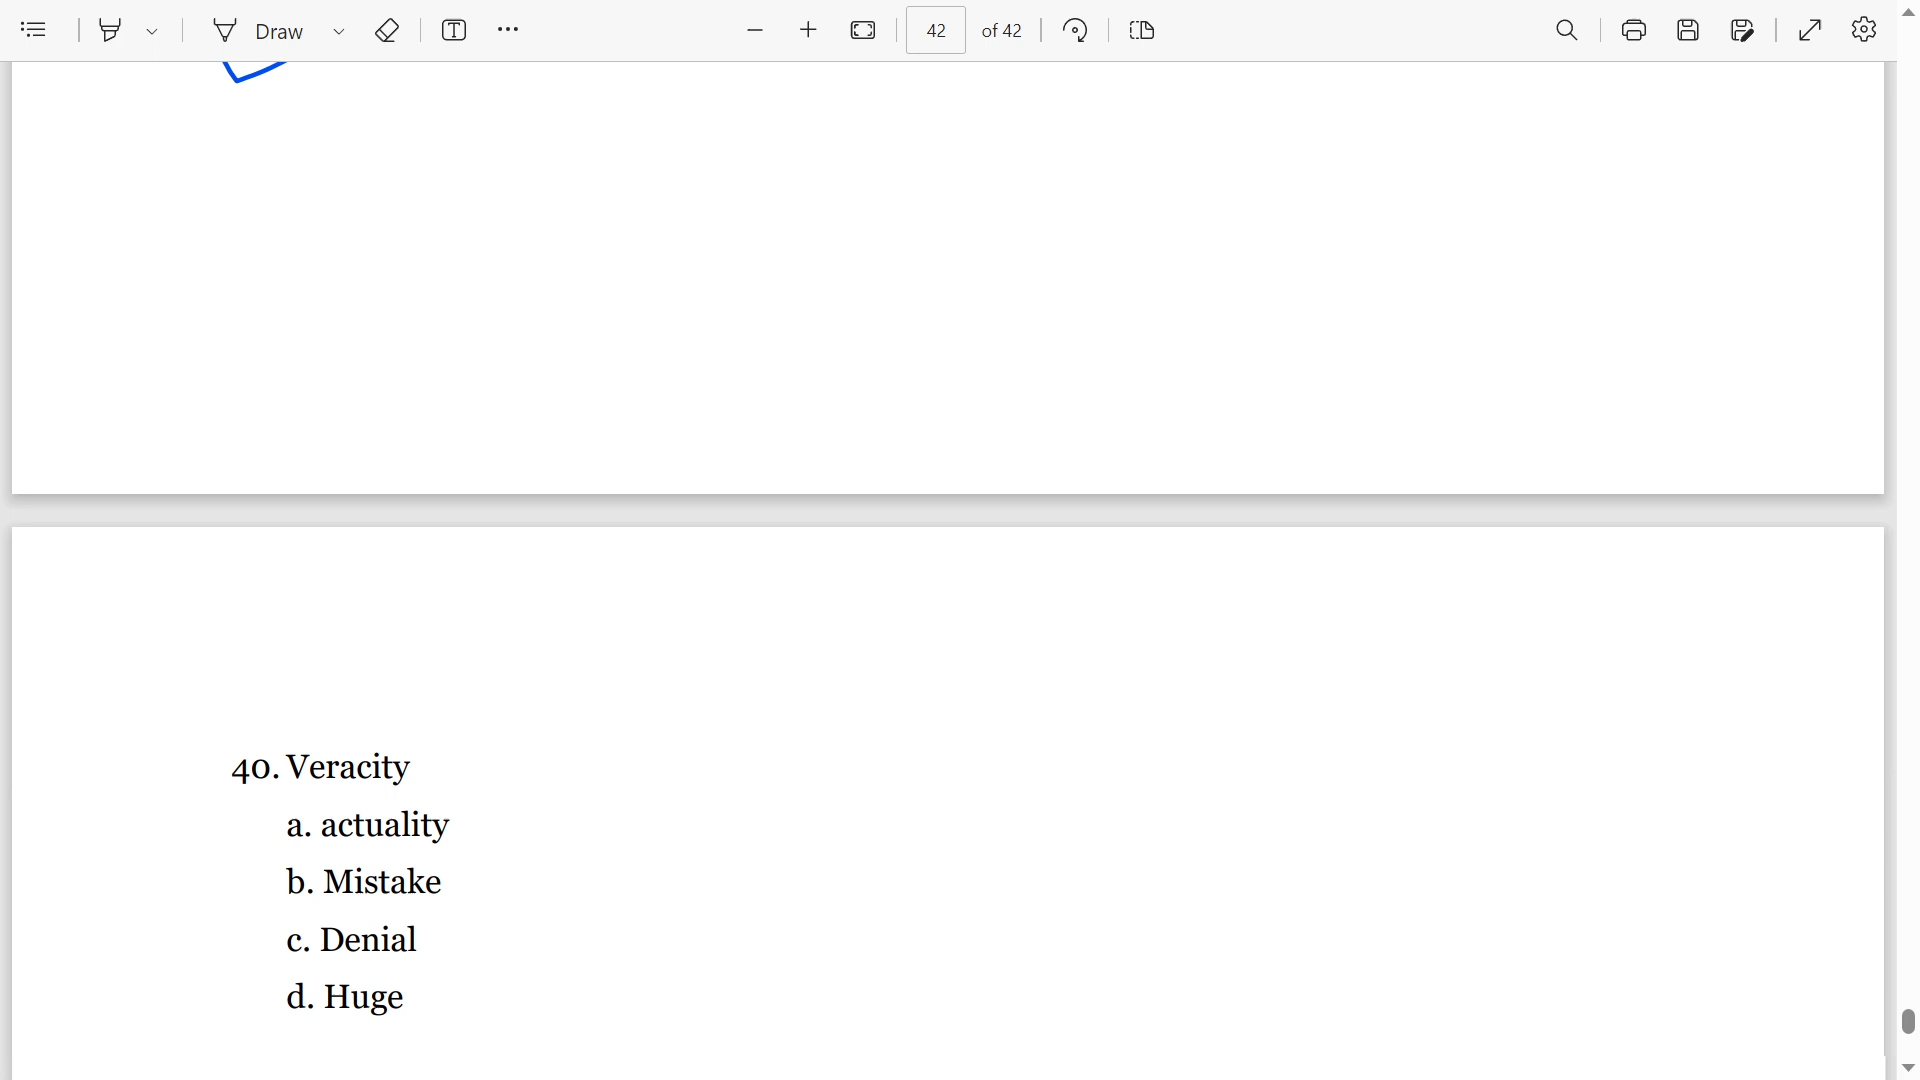 Draw
42 of 42
40. Veracity
a. actuality
b. Mistake
c. Denial
d. Huge